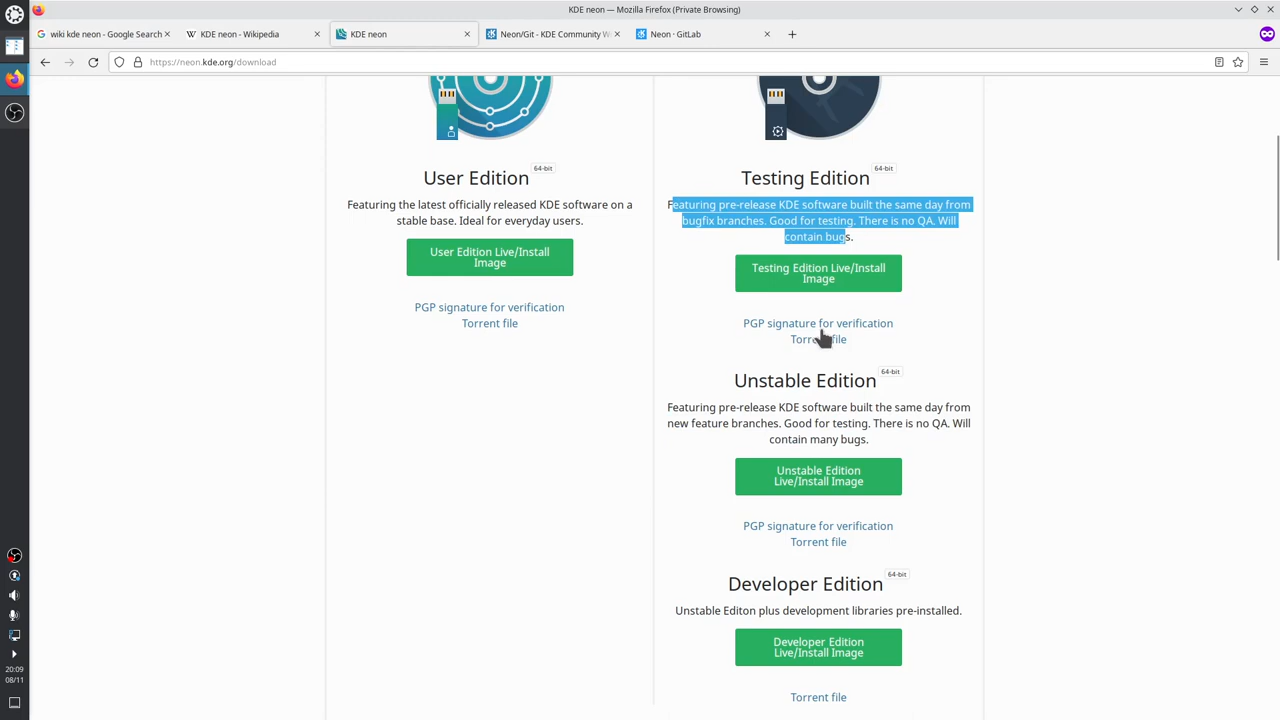 KDE neon — Mozilla Firefox (Private Browsing)
wiki kde neon - Google Search
KDE neon - Wikipedia
KDE neon
Neon/Git - KDE Community W
Neon · GitLab
https://neon.kde.org/download
User Edition 64-bit
Featuring the latest officially released KDE software on a
stable base. Ideal for everyday users.
User Edition Live/Install
Image
PGP signature for verification
Torrent file
Testing Edition 64-bit
Featuring pre-release KDE software built the same day from
bugfix branches. Good for testing. There is no QA. Will
contain bugs.
Testing Edition Live/Install
Image
PGP signature for verification
Torrent file
Unstable Edition 64-bit
Featuring pre-release KDE software built the same day from
new feature branches. Good for testing. There is no QA. Will
contain many bugs.
Unstable Edition
Live/Install Image
PGP signature for verification
Torrent file
Developer Edition 64-bit
Unstable Editon plus development libraries pre-installed.
Developer Edition
Live/Install Image
Torrent file
20:09
08/11